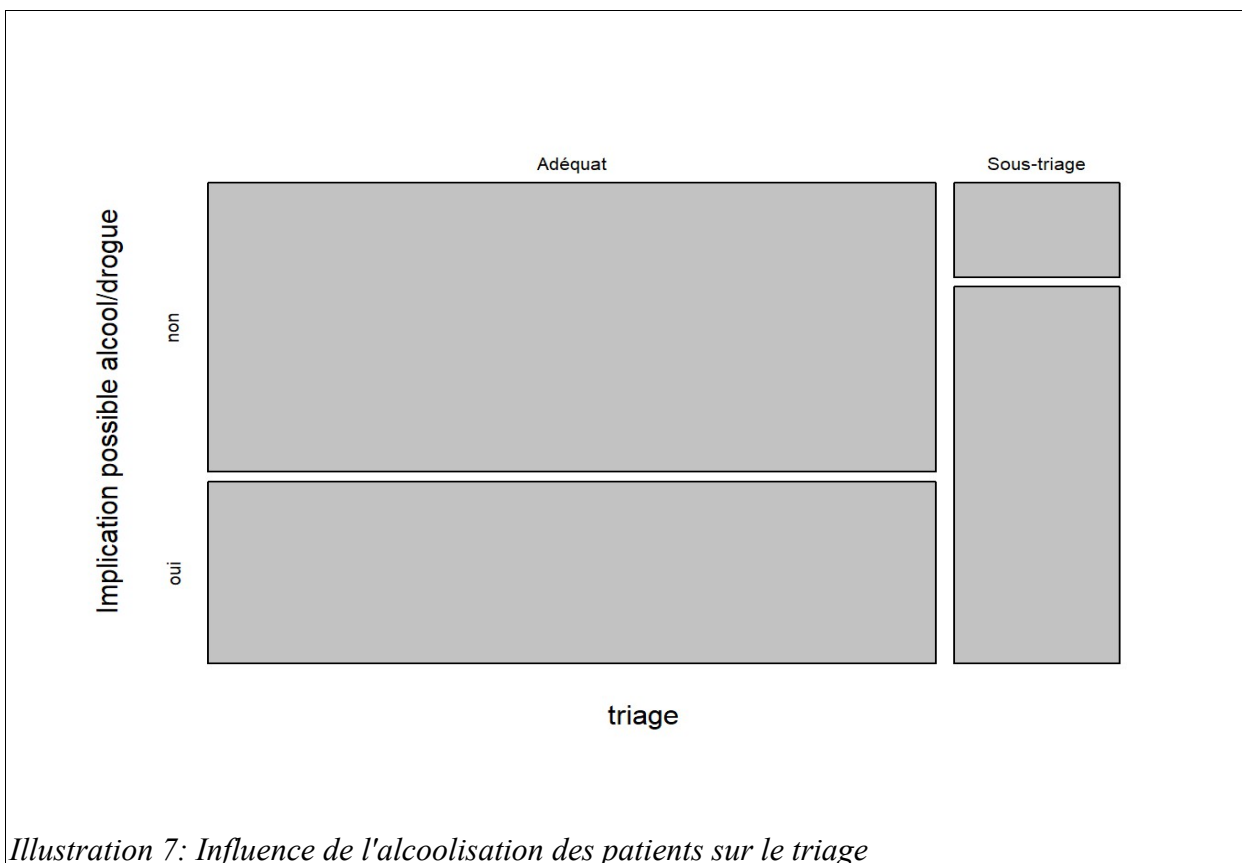 Adéquat
Sous-triage
Implication possible alcool/drogue
non
oui
triage
Illustration 7: Influence de l'alcoolisation des patients sur le triage